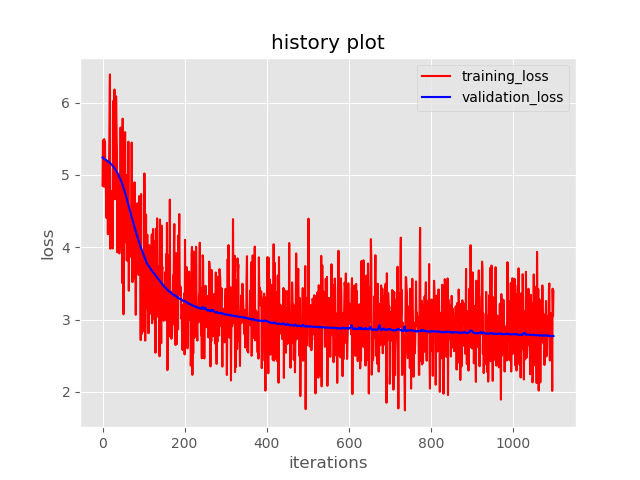 history plot
training_loss
validation_loss
loss
6
5
4
3
2
0 200 400 600 800 1000
iterations